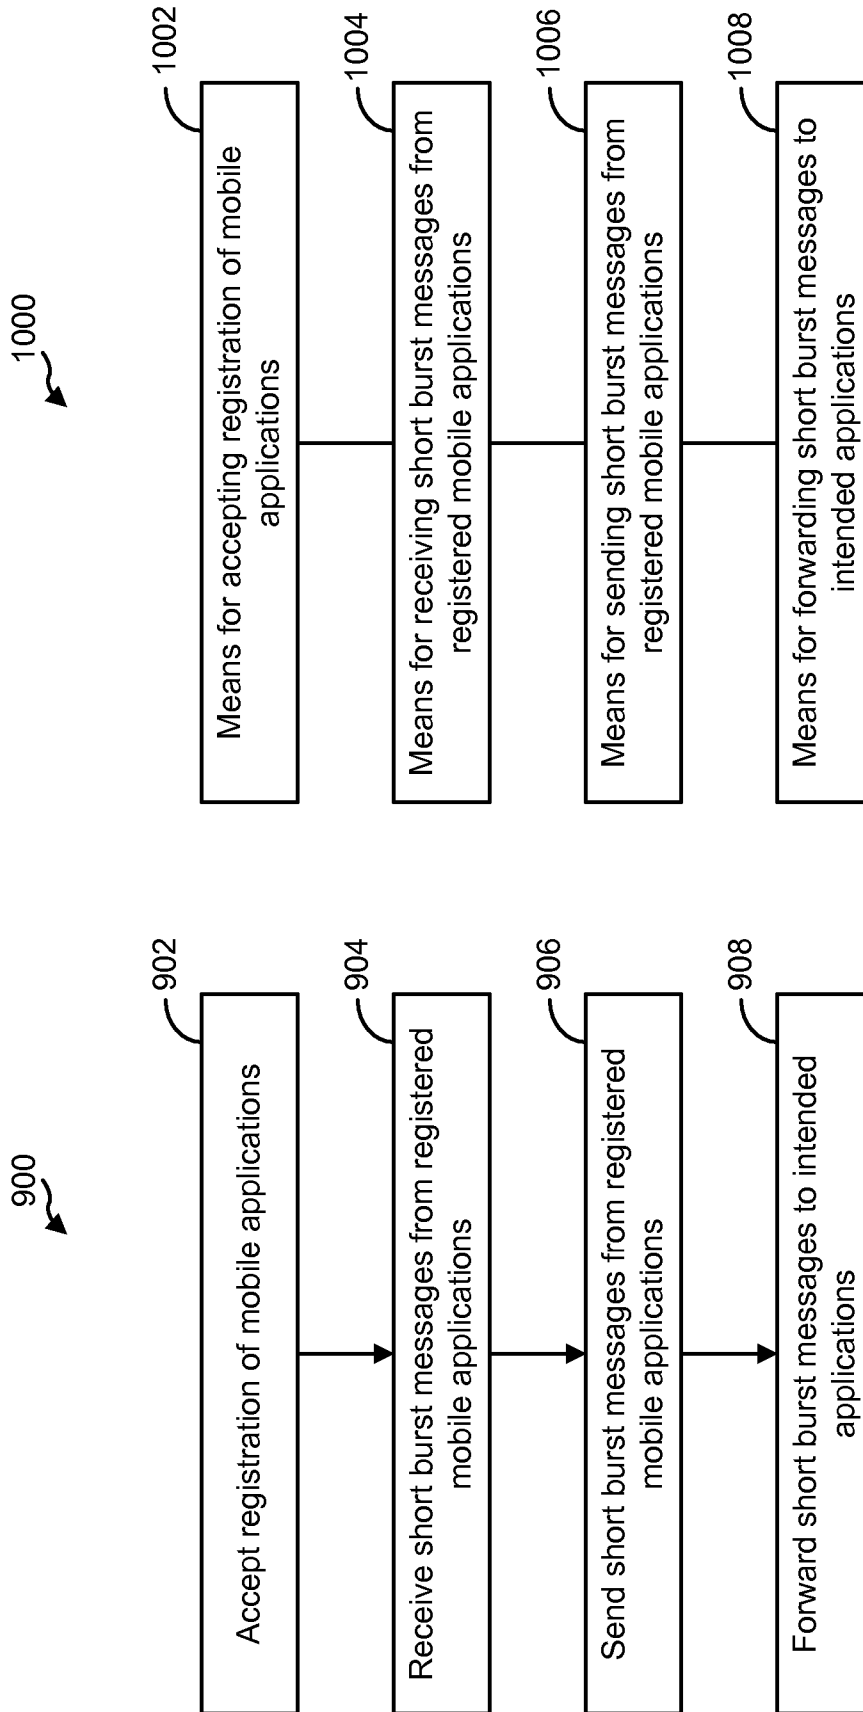 900
902
Accept registration of mobile applications
904
Receive short burst messages from registered
mobile applications
906
Send short burst messages from registered
mobile applications
908
Forward short burst messages to intended
applications
1000
1002
Means for accepting registration of mobile
applications
1004
Means for receiving short burst messages from
registered mobile applications
1006
Means for sending short burst messages from
registered mobile applications
1008
Means for forwarding short burst messages to
intended applications